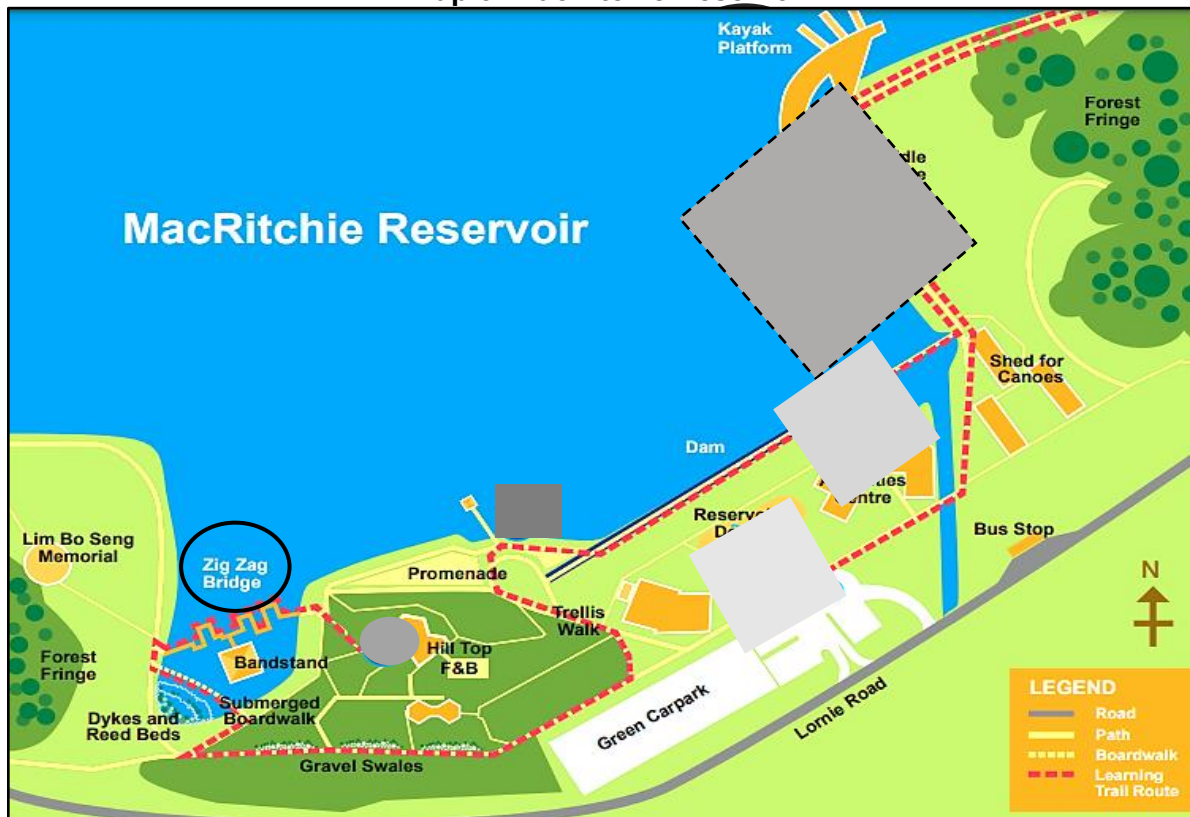 Kayak
Platform
Forest
Fringe
MacRitchie Reservoir
Shed for
Canoes
Dam
Bus Stop
Lim Bo Seng
Memorial
Zig Zag
Bridge
Promenade
Trellis
Walk
Hill Top
F&B
Bandstand
Forest
Fringe
Submerged
Boardwalk
Dykes and
Reed Beds
Gravel Swales
Green Carpark
Lornie Road
N
LEGEND
Road
Path
Boardwalk
Learning
Trail Route